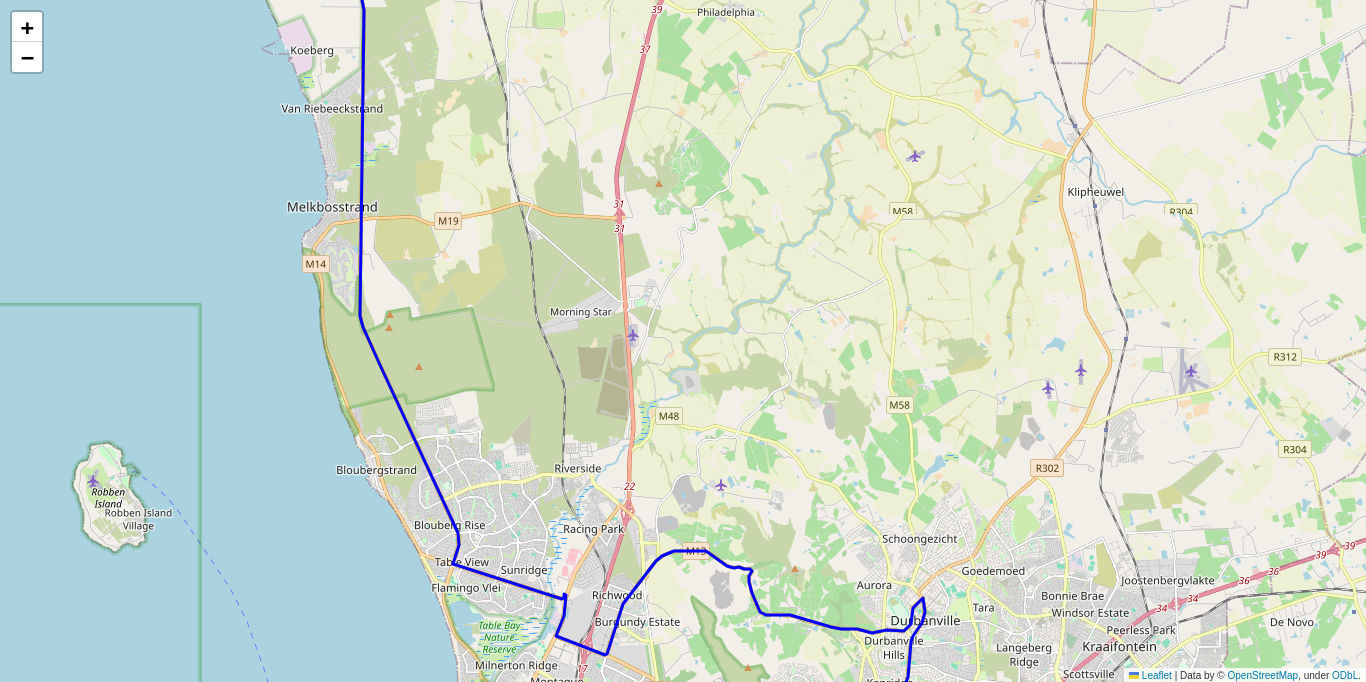 +
−
Philadelphia
39
37
Koeberg
Van Riebeeckstrand
Klipheuwel
Melkbosstrand
M19
31
31
M58
R304
M14
Morning Star
R312
M58
M48
Bloubergstrand
Riverside
R302
R304
22
Robben
Island
Robben Island
Village
Blouberg Rise
Racing Park
Schoongezicht
M13
Table View
Sunridge
Goedemoed
39
36
36
Joostenbergvlakte
Flamingo Vlei
Richwood
Aurora
Bonnie Brae
34
34
Tara
Windsor Estate
Table Bay
Nature
Reserve
Burgundy Estate
Durbanville
Peerless Park
De Novo
Durbanville
Hills
Langeberg
Ridge
Kraaifontein
Milnerton Ridge
17
Scottsville
Montague
Kenridge
Leaflet | Data by © OpenStreetMap, under ODbL.